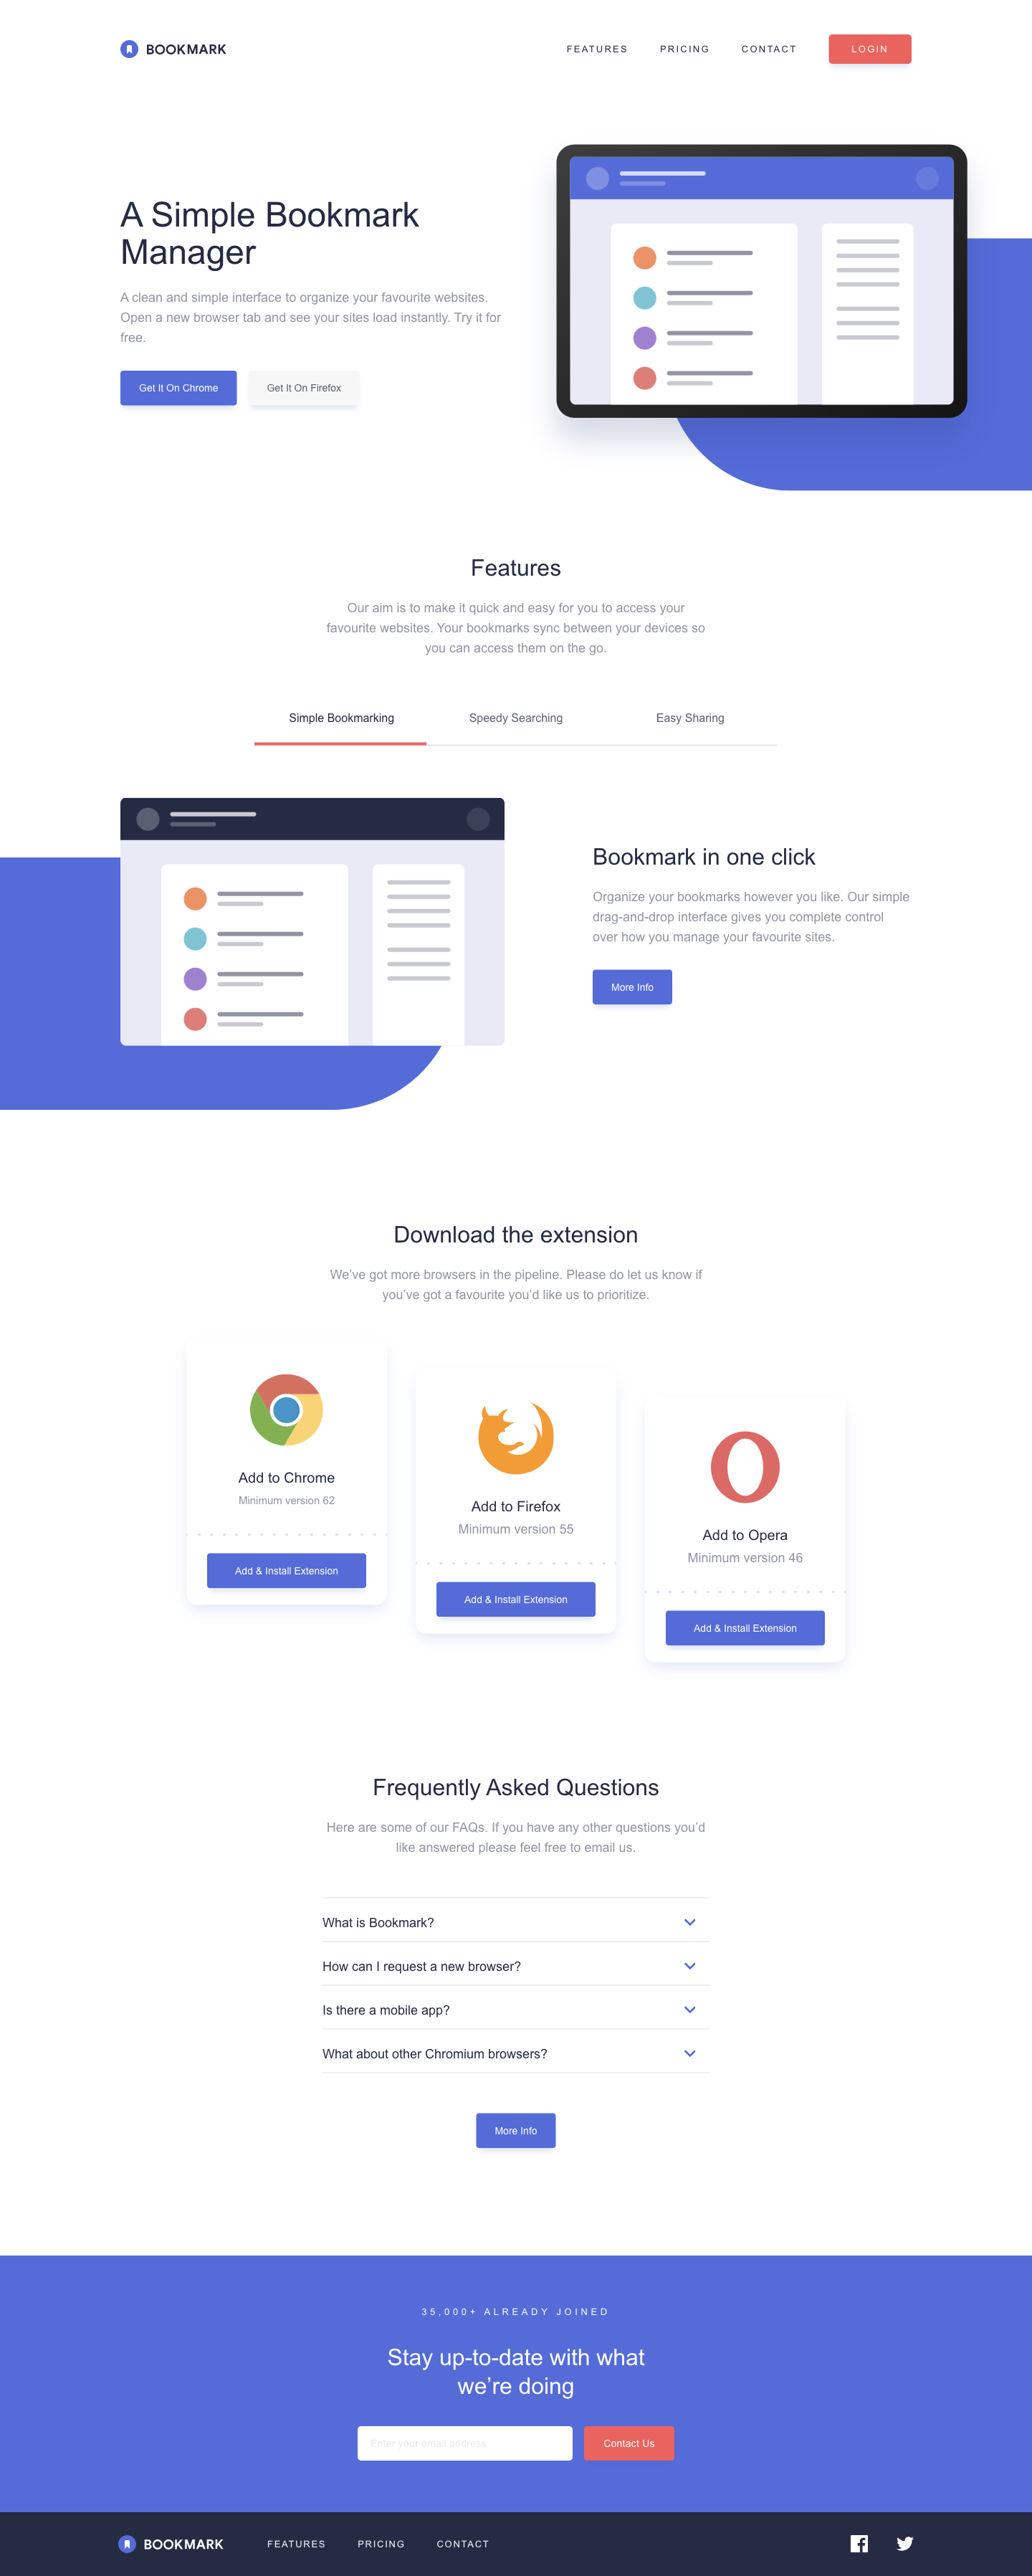 BOOKMARK
FEATURES
PRICING
CONTACT
LOGIN
A Simple Bookmark
Manager
A clean and simple interface to organize your favourite websites.
Open a new browser tab and see your sites load instantly. Try it for
free.
Get It On Chrome
Get It On Firefox
Features
Our aim is to make it quick and easy for you to access your
favourite websites. Your bookmarks sync between your devices so
you can access them on the go.
Simple Bookmarking
Speedy Searching
Easy Sharing
Bookmark in one click
Organize your bookmarks however you like. Our simple
drag-and-drop interface gives you complete control
over how you manage your favourite sites.
More Info
Download the extension
We’ve got more browsers in the pipeline. Please do let us know if
you’ve got a favourite you’d like us to prioritize.
Add to Chrome
Minimum version 62
Add & Install Extension
Add to Firefox
Minimum version 55
Add & Install Extension
Add to Opera
Minimum version 46
Add & Install Extension
Frequently Asked Questions
Here are some of our FAQs. If you have any other questions you’d
like answered please feel free to email us.
What is Bookmark?
How can I request a new browser?
Is there a mobile app?
What about other Chromium browsers?
More Info
35,000+ ALREADY JOINED
Stay up-to-date with what
we’re doing
Enter your email address
Contact Us
BOOKMARK
FEATURES
PRICING
CONTACT